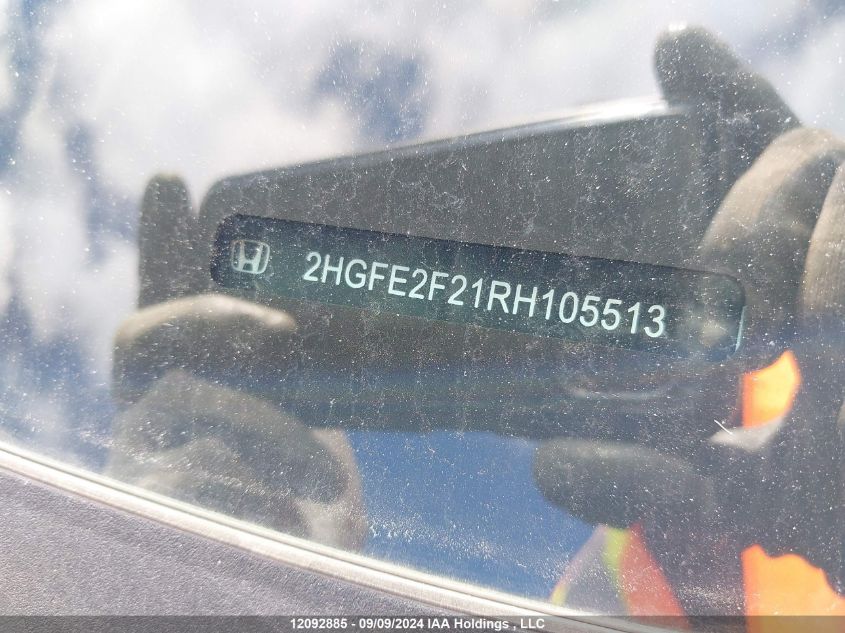 2HGFE2F21RH105513
12092885 - 09/09/2024 IAA Holdings , LLC